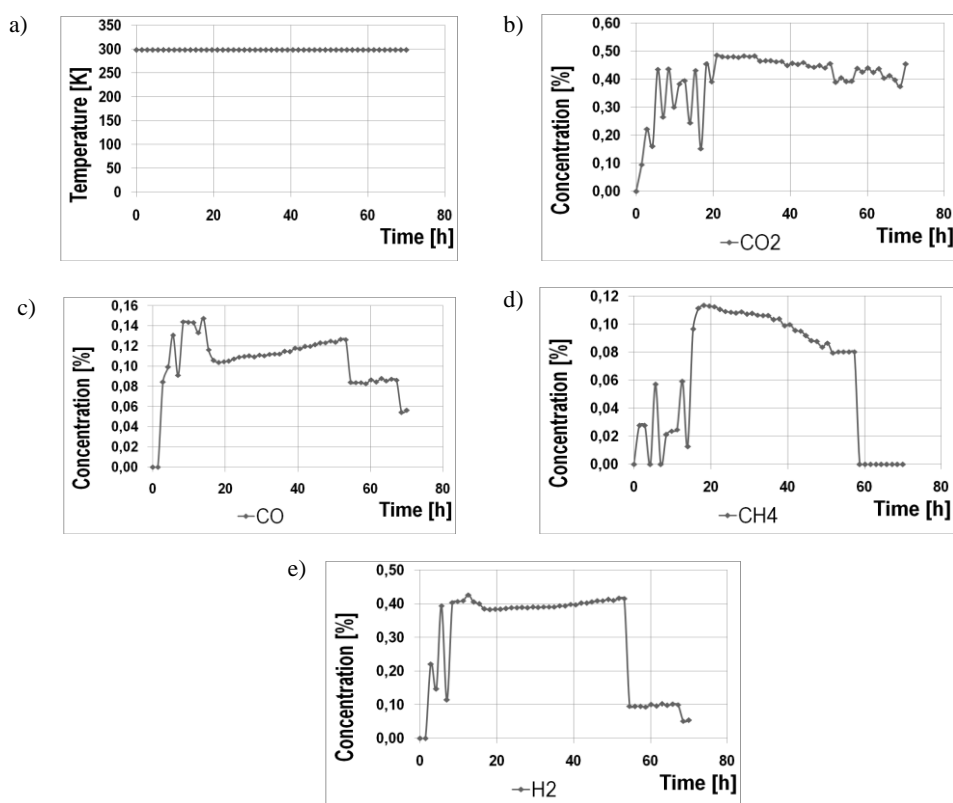 a)
Temperature [K]
350
300
250
200
150
100
50
0
0 20 40 60 80
Time [h]
b)
Concentration [%]
0,60
0,50
0,40
0,30
0,20
0,10
0,00
0 20 40 60 80
Time [h]
CO2
c)
Concentration [%]
0,16
0,14
0,12
0,10
0,08
0,06
0,04
0,02
0,00
0 20 40 60 80
Time [h]
CO
d)
Concentration [%]
0,12
0,10
0,08
0,06
0,04
0,02
0,00
0 20 40 60 80
Time [h]
CH4
e)
Concentration [%]
0,50
0,40
0,30
0,20
0,10
0,00
0 20 40 60 80
Time [h]
H2